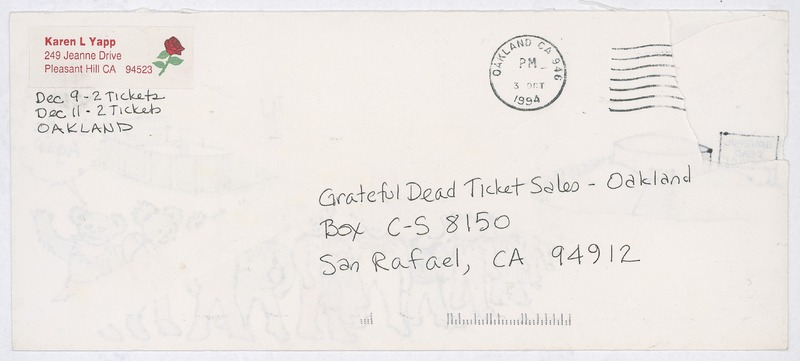 Karen L Yapp
249 Jeanne Drive
Pleasant Hill CA 94523
Dec 9 - 2 Tickets
Dec 11 - 2 Tickets
OAKLAND
OAKLAND CA 946
PM
3 OCT
1994
Grateful Dead Ticket Sales - Oakland
Box C-S 8150
San Rafael, CA 94912